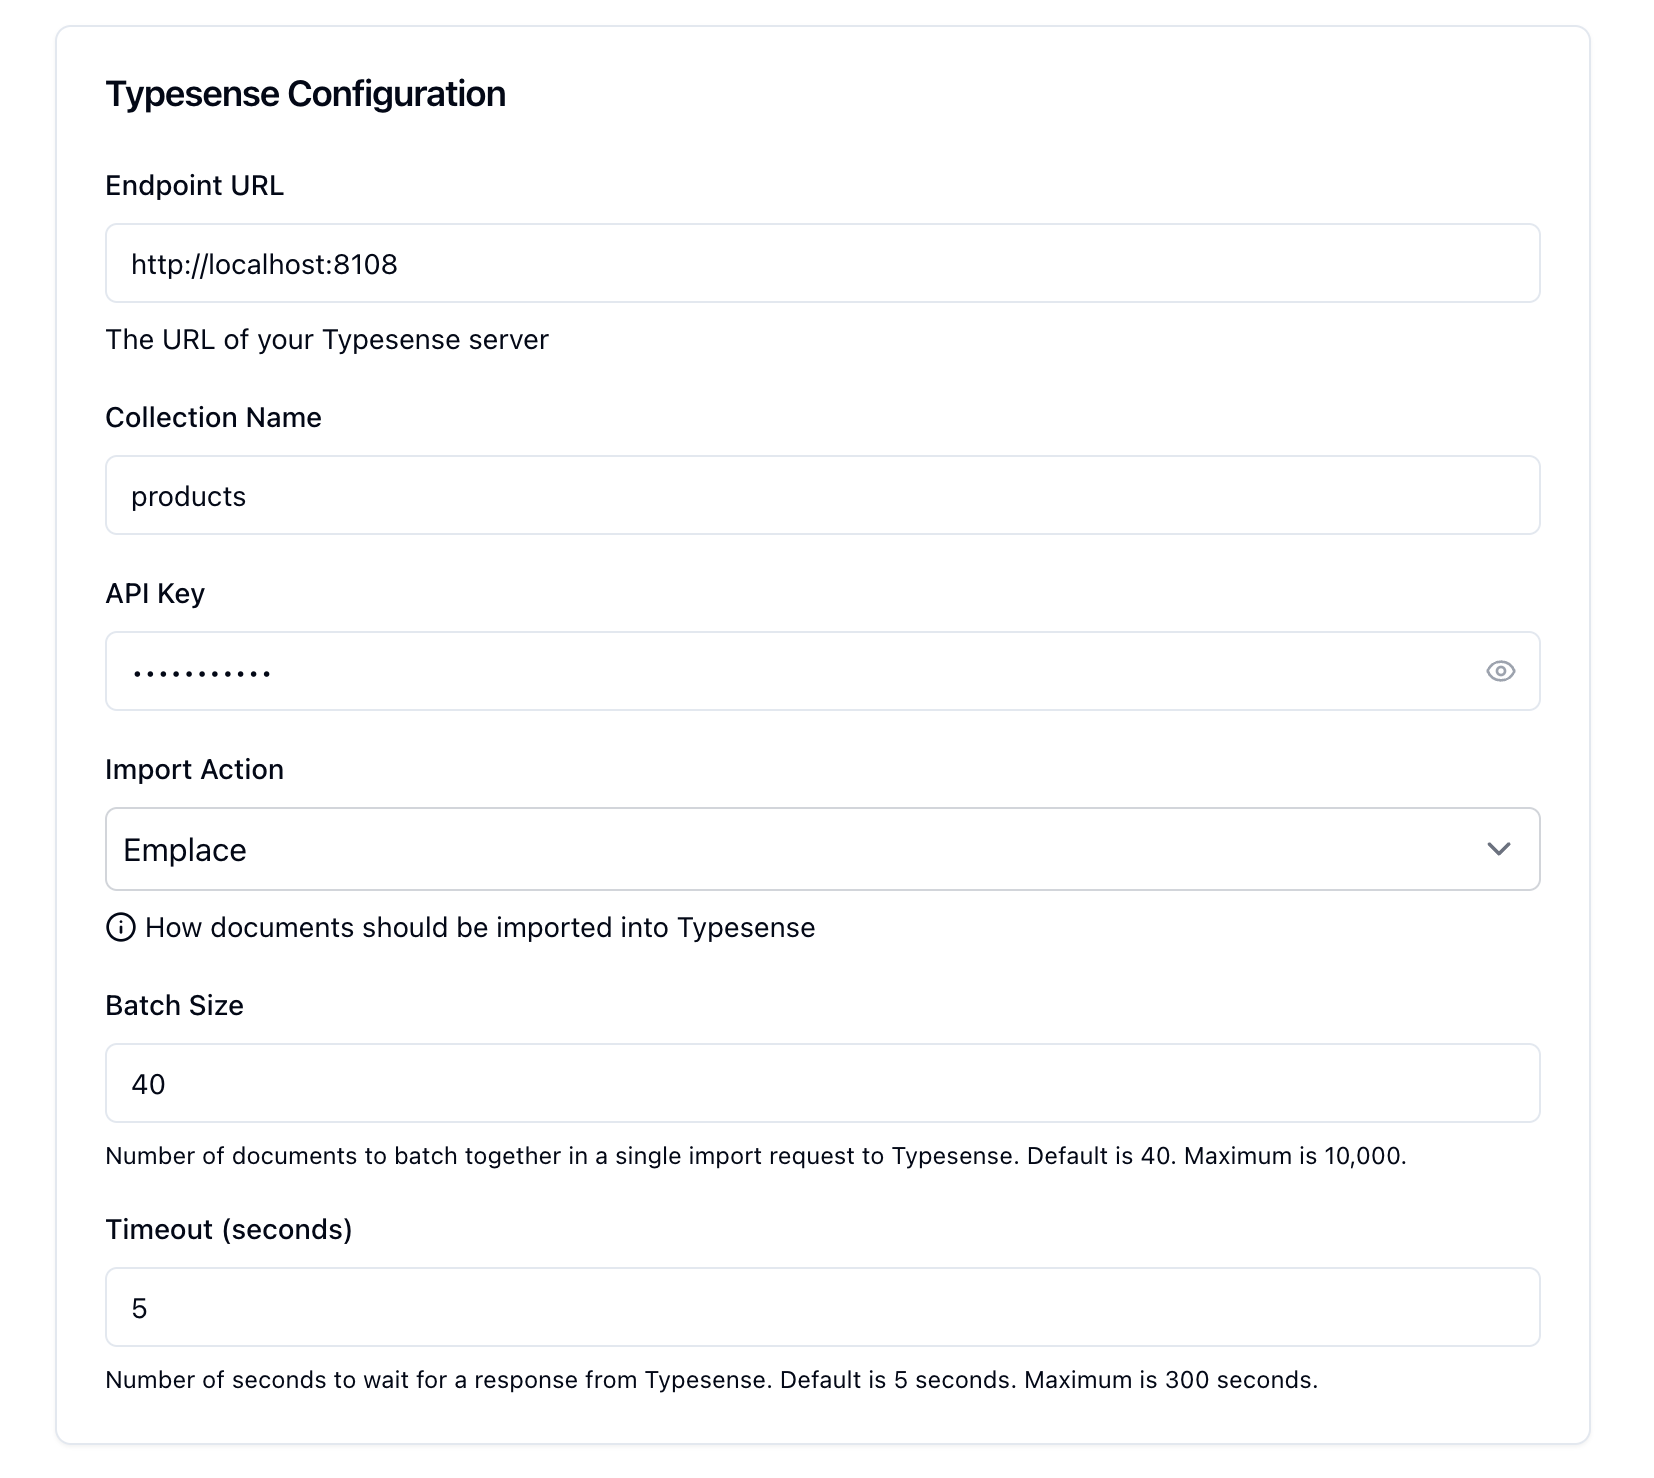 Typesense Configuration
Endpoint URL
http://localhost:8108
The URL of your Typesense server
Collection Name
products
API Key
•••••••••••
Import Action
Emplace
How documents should be imported into Typesense
Batch Size
40
Number of documents to batch together in a single import request to Typesense. Default is 40. Maximum is 10,000.
Timeout (seconds)
5
Number of seconds to wait for a response from Typesense. Default is 5 seconds. Maximum is 300 seconds.